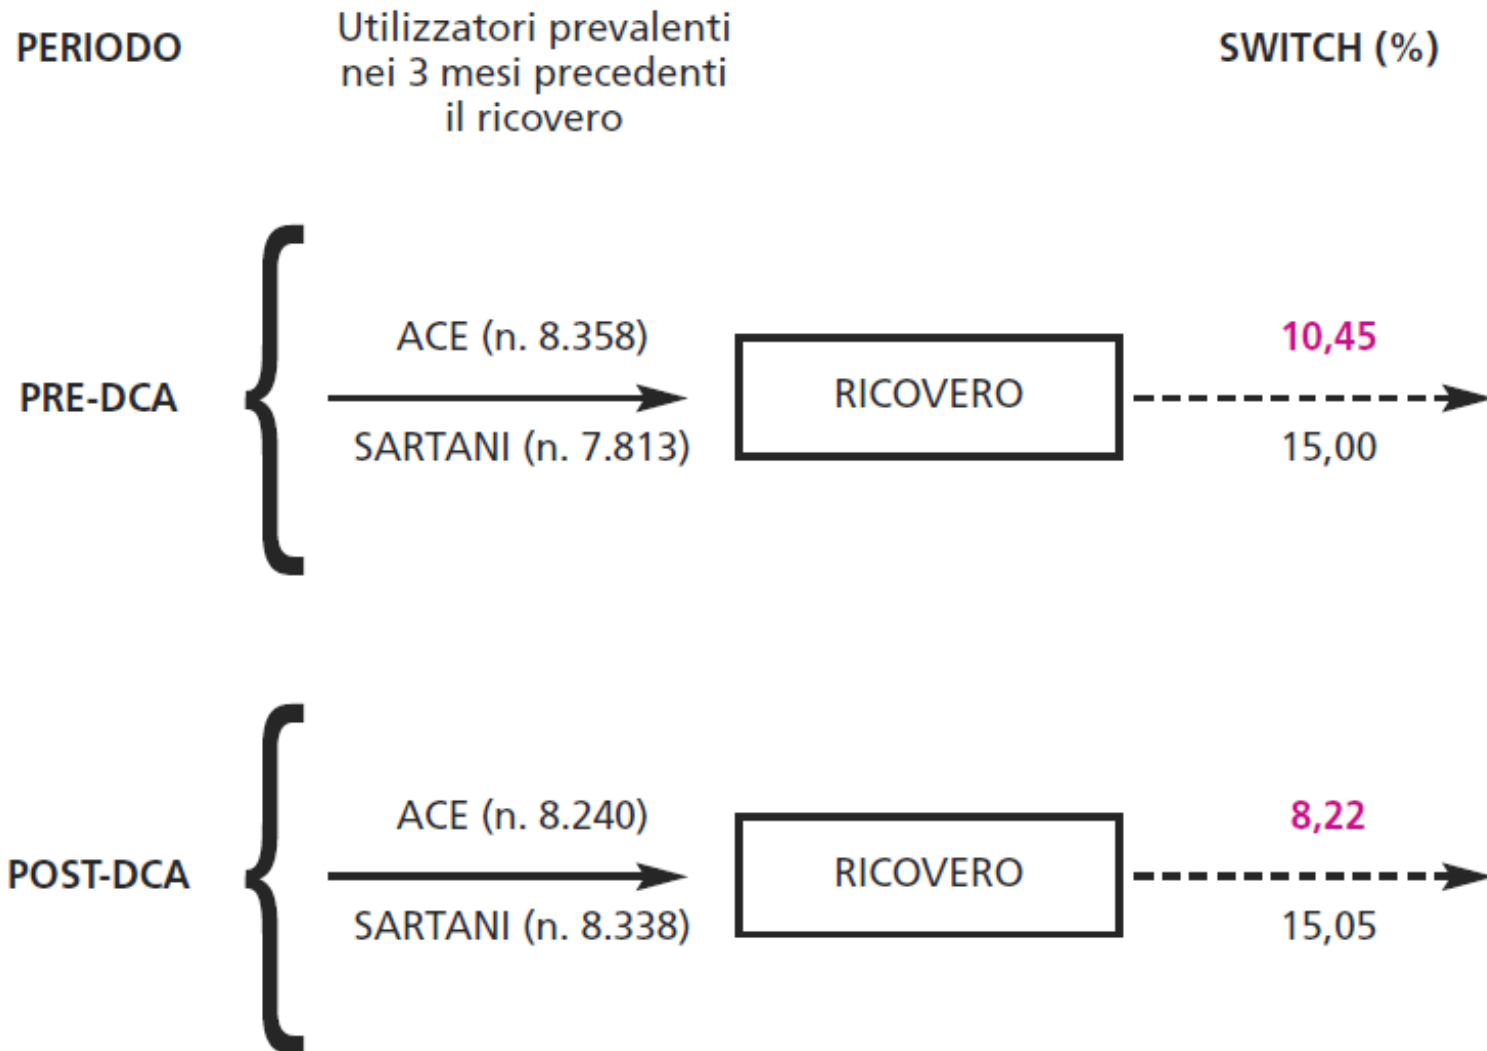 PERIODO
Utilizzatori prevalenti
nei 3 mesi precedenti
il ricovero
SWITCH (%)
PRE-DCA
ACE (n. 8.358)
SARTANI (n. 7.813)
RICOVERO
10,45
15,00
POST-DCA
ACE (n. 8.240)
SARTANI (n. 8.338)
RICOVERO
8,22
15,05